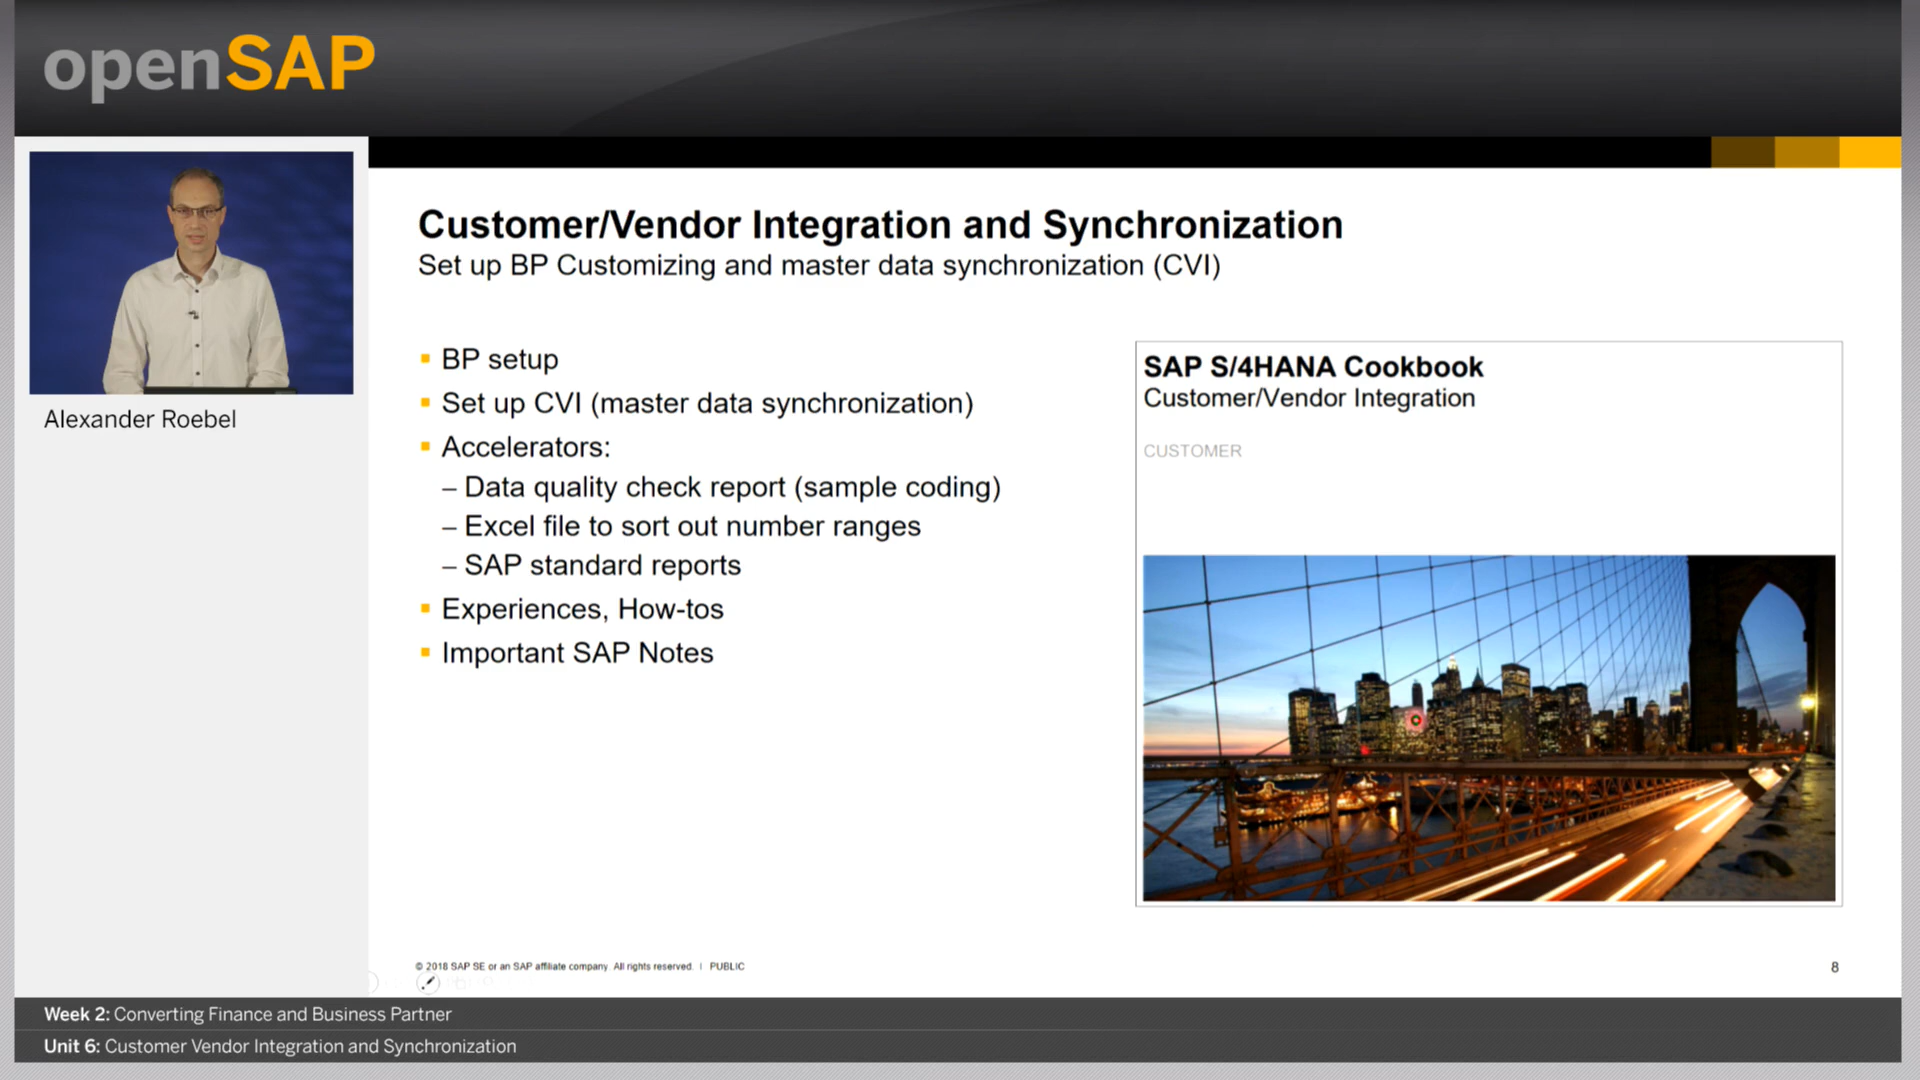 openSAP
Alexander Roebel
Customer/Vendor Integration and Synchronization
Set up BP Customizing and master data synchronization (CVI)
BP setup
Set up CVI (master data synchronization)
Accelerators:
– Data quality check report (sample coding)
– Excel file to sort out number ranges
– SAP standard reports
Experiences, How-tos
Important SAP Notes
SAP S/4HANA Cookbook
Customer/Vendor Integration
CUSTOMER
© 2018 SAP SE or an SAP affiliate company. All rights reserved. | PUBLIC
8
Week 2: Converting Finance and Business Partner
Unit 6: Customer Vendor Integration and Synchronization